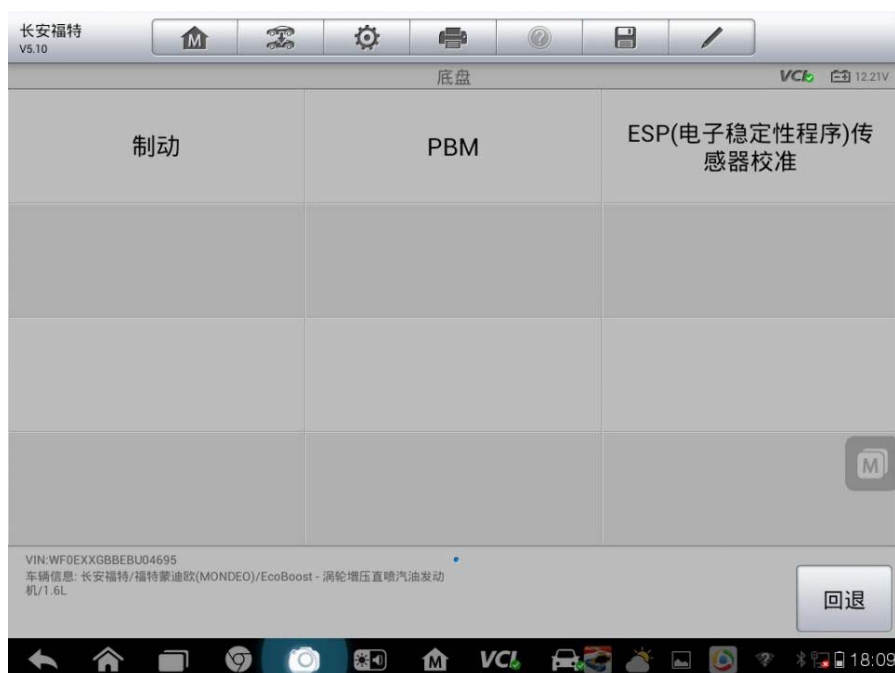 长安福特
V5.10
M
底盘
VCI
12.21V
制动
PBM
ESP(电子稳定性程序)传
感器校准
M
VIN:WF0EXXGBBEBU04695
车辆信息: 长安福特/福特蒙迪欧(MONDEO)/EcoBoost - 涡轮增压直喷汽油发动
机/1.6L
回退
M
VCI
18:09